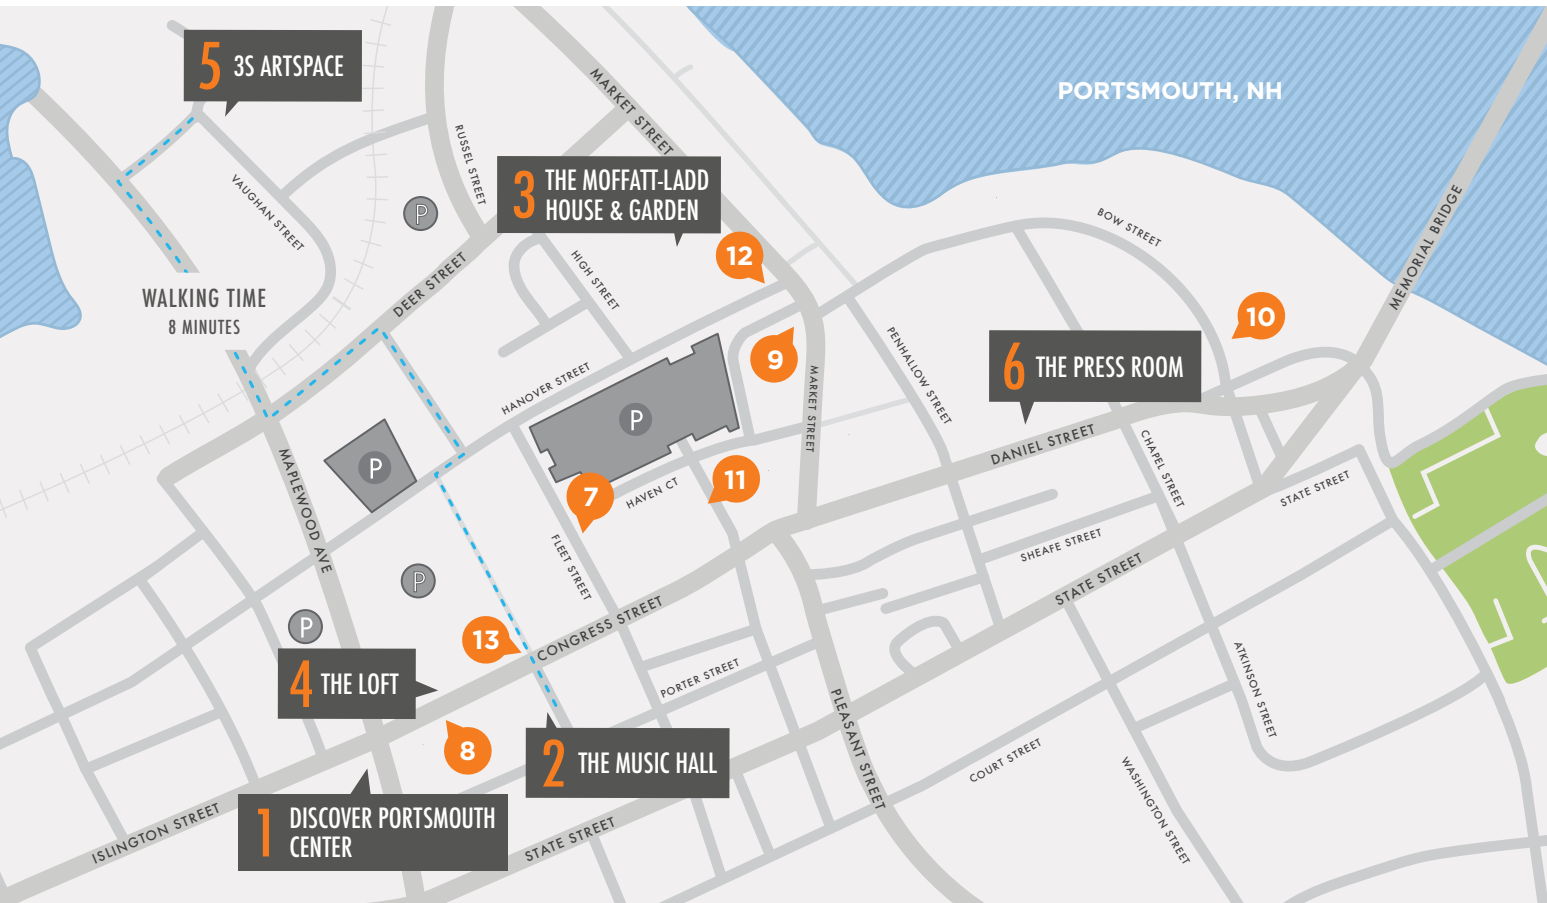 PORTSMOUTH, NH
5 3S ARTSPACE
MARKET STREET
RUSSEL STREET
VAUGHAN STREET
P
3 THE MOFFATT-LADD
HOUSE & GARDEN
BOW STREET
MEMORIAL BRIDGE
12
HIGH STREET
DEER STREET
WALKING TIME
8 MINUTES
10
9
PENHALLOW STREET
6 THE PRESS ROOM
HANOVER STREET
MARKET STREET
P
DANIEL STREET
CHAPEL STREET
P
MAPLEWOOD AVE
11
7
HAVEN CT
STATE STREET
FLEET STREET
SHEAFE STREET
STATE STREET
P
P
CONGRESS STREET
13
4 THE LOFT
PORTER STREET
ATKINSON STREET
PLEASANT STREET
8
2 THE MUSIC HALL
COURT STREET
WASHINGTON STREET
1 DISCOVER PORTSMOUTH
CENTER
ISLINGTON STREET
STATE STREET